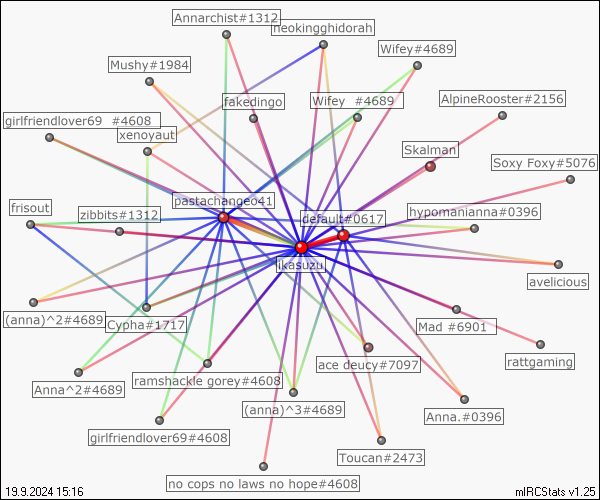 Annarchist#1312
neokingghidorah
Wifey#4689
Mushy#1984
fakedingo
Wifey #4689
AlpineRooster#2156
girlfriendlover69 #4608
xenoyaut
Skalman
Soxy Foxy#5076
pastachangeo41
frisout
zibbits#1312
default#0617
hypomanianna#0396
ikasuzu
avelicious
(anna)^2#4689
Cypha#1717
Mad #6901
rattgaming
ace deucy#7097
Anna^2#4689
ramshackle gorey#4608
(anna)^3#4689
Anna.#0396
girlfriendlover69#4608
Toucan#2473
no cops no laws no hope#4608
19.9.2024 15:16
mIRCStats v1.25